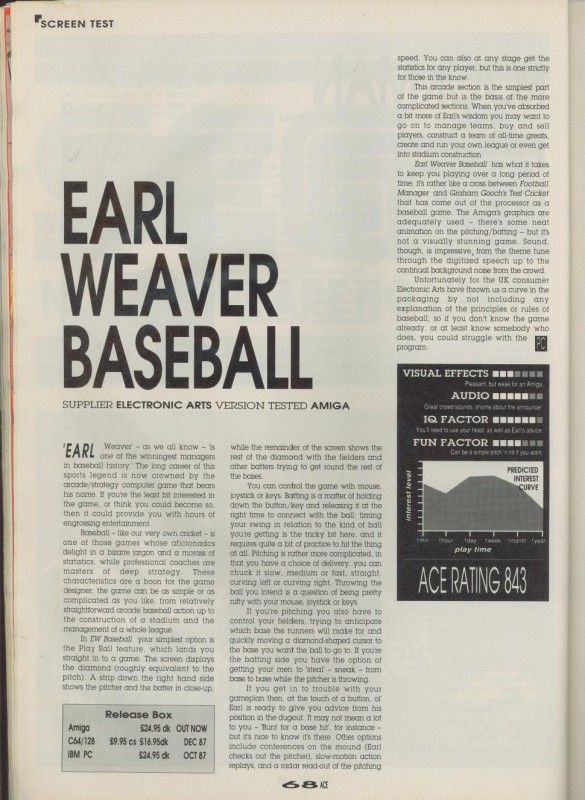 SCREEN TEST
EARL
WEAVER
BASEBALL
SUPPLIER ELECTRONIC ARTS VERSION TESTED AMIGA
'EARL Weaver – as we all know – 'is
one of the winningest managers
in baseball history.' The long career of this
sports legend is now crowned by the
arcade/strategy computer game that bears
his name. If you're the least bit interested in
the game, or think you could become so,
then it could provide you with hours of
engrossing entertainment.
Baseball – like our very own cricket – is
one of those games whose aficionados
delight in a bizarre jargon and a morass of
statistics, while professional coaches are
masters of deep strategy. These
characteristics are a boon for the game
designer; the game can be as simple or as
complicated as you like, from relatively
straightforward arcade baseball action up to
the construction of a stadium and the
management of a whole league.
In EW Baseball your simplest option is
the Play Ball feature, which lands you
straight in to a game. The screen displays
the diamond (roughly equivalent to the
pitch). A strip down the right hand side
shows the pitcher and the batter in close-up,
Release Box
Amiga £24.95 dk OUT NOW
C64/128 £9.95 cs £16.95dk DEC 87
IBM PC £24.95 dk OCT 87
while the remainder of the screen shows the
rest of the diamond with the fielders and
other batters trying to get round the rest of
the bases.
You can control the game with mouse,
joystick or keys. Batting is a matter of holding
down the button/key and releasing it at the
right time to connect with the ball; timing
your swing in relation to the kind of ball
you're getting is the tricky bit here, and it
requires quite a bit of practice to hit the thing
at all. Pitching is rather more complicated, in
that you have a choice of delivery: you can
chuck it slow, medium or fast, straight,
curving left or curving right. Throwing the
ball you intend is a question of being pretty
nifty with your mouse, joystick or keys.
If you're pitching you also have to
control your fielders, trying to anticipate
which base the runners will make for and
quickly moving a diamond-shaped cursor to
the base you want the ball to go to. If you're
the batting side you have the option of
getting your men to 'steal' – sneak – from
base to base while the pitcher is throwing.
If you get in to trouble with your
gameplan then, at the touch of a button, ol'
Earl is ready to give you advice from his
position in the dugout. It may not mean a lot
to you – 'Bunt for a base hit', for instance –
but it's nice to know it's there. Other options
include conferences on the mound (Earl
checks out the pitcher), slow-motion action
replays, and a radar read-out of the pitching
speed. You can also at any stage get the
statistics for any player, but this is one strictly
for those in the know.
This arcade section is the simplest part
of the game but is the basis of the more
complicated sections. When you've absorbed
a bit more of Earl's wisdom you may want to
go on to manage teams, buy and sell
players, construct a team of all-time greats,
create and run your own league or even get
into stadium construction.
Earl Weaver Baseball has what it takes
to keep you playing over a long period of
time: it's rather like a cross between Football
Manager and Graham Gooch's Test Cricket
that has come out of the processor as a
baseball game. The Amiga's graphics are
adequately used – there's some neat
animation on the pitching/batting – but it's
not a visually stunning game. Sound,
though, is impressive, from the theme tune
through the digitized speech up to the
continual background noise from the crowd.
Unfortunately for the UK consumer
Electronic Arts have thrown us a curve in the
packaging by not including any
explanation of the principles or rules of
baseball; so if you don't know the game
already, or at least know somebody who
does, you could struggle with the
program. PC
VISUAL EFFECTS
Pleasant, but weak for an Amiga.
AUDIO
Great crowd sounds, shame about the announcer.
IQ FACTOR
You'll need to use your head, as well as Earl's advice.
FUN FACTOR
Can be a simple pitch 'n hit if you want.
PREDICTED
INTEREST
CURVE
interest level
1min 1hour 1day 1week 1month 1year
play time
ACE RATING 843
68 ACE